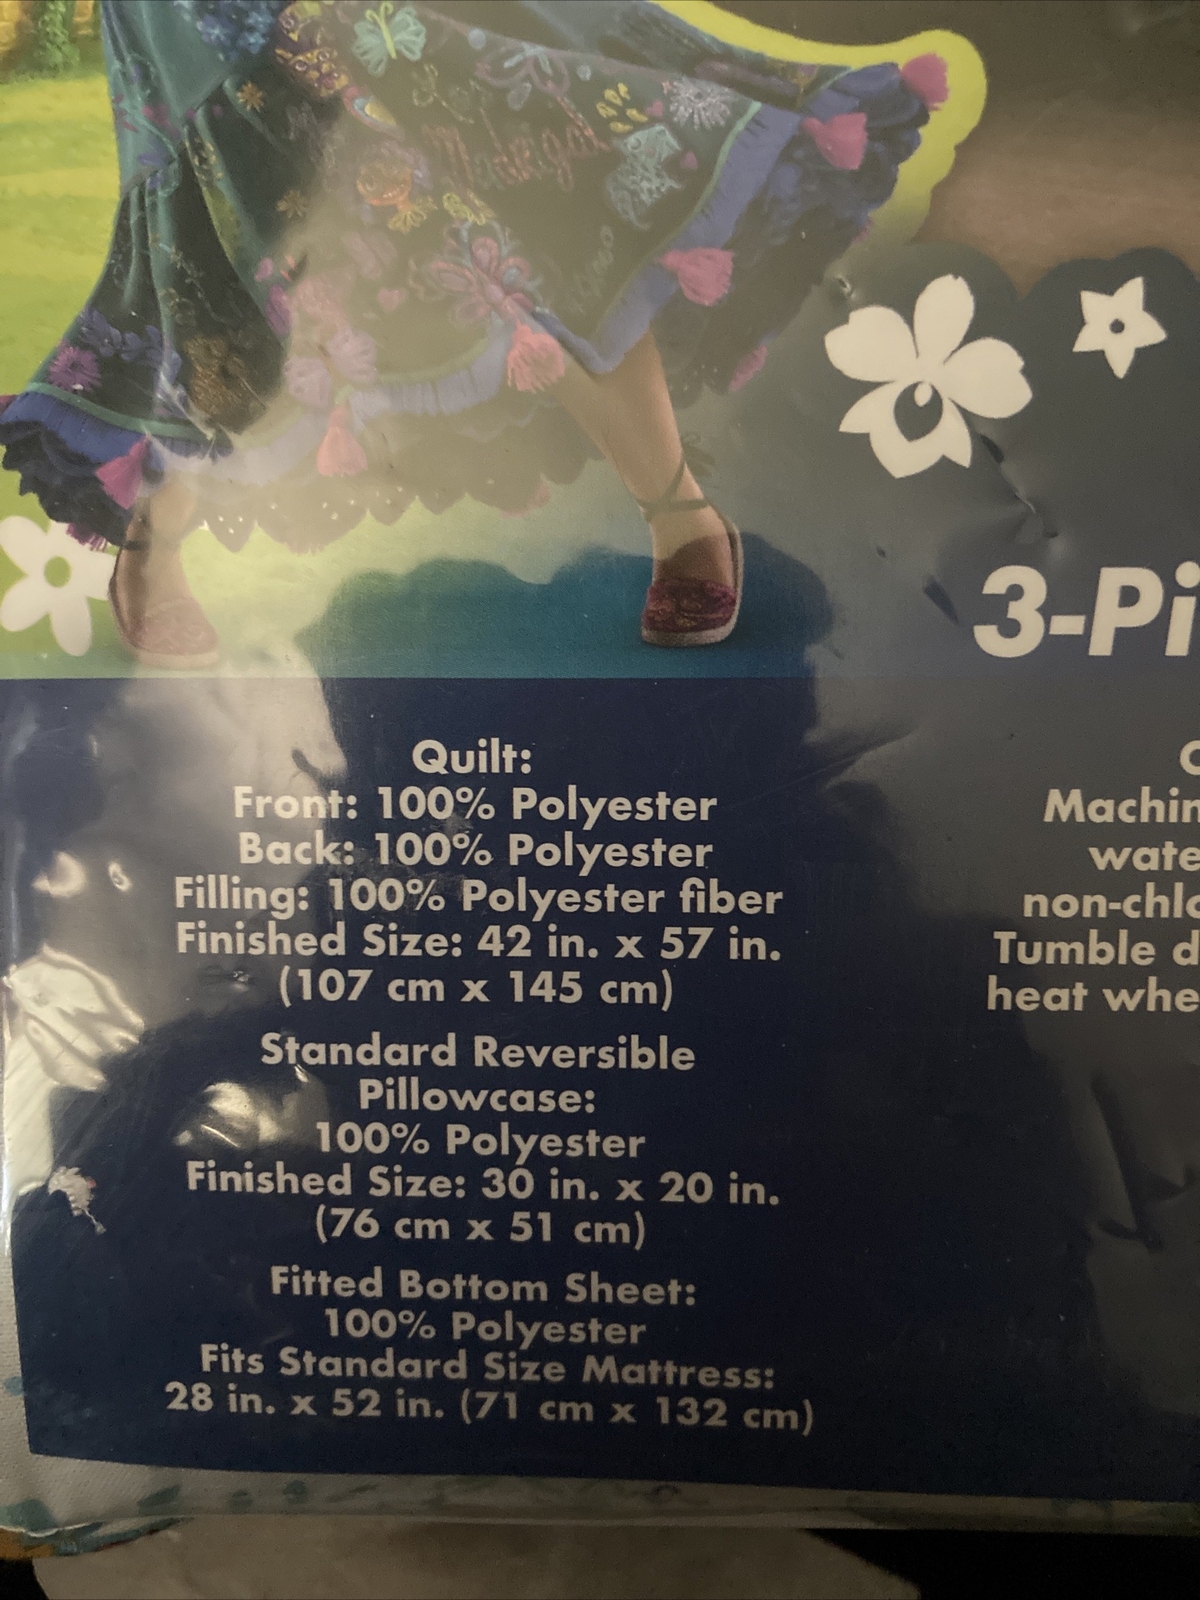 Madrigal
3-Pi
Quilt:
Front: 100% Polyester
Back: 100% Polyester
Filling: 100% Polyester fiber
Finished Size: 42 in. x 57 in.
(107 cm x 145 cm)
Standard Reversible
Pillowcase:
100% Polyester
Finished Size: 30 in. x 20 in.
(76 cm x 51 cm)
Fitted Bottom Sheet:
100% Polyester
Fits Standard Size Mattress:
28 in. x 52 in. (71 cm x 132 cm)
C
Machin
wate
non-chlo
Tumble d
heat whe